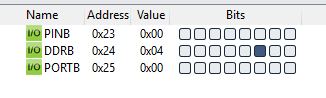 Name Address Value Bits
I/O PINB 0x23 0x00
I/O DDRB 0x24 0x04
I/O PORTB 0x25 0x00